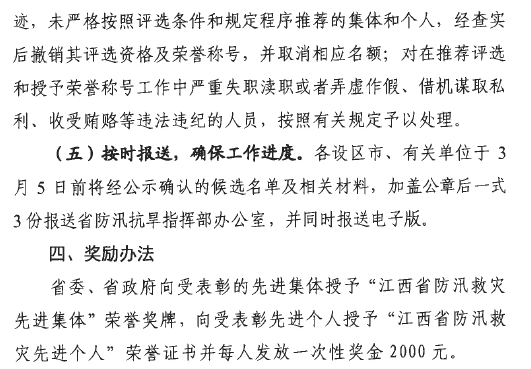 迹，未严格按照评选条件和规定程序推荐的集体和个人，经查实
后撤销其评选资格及荣誉称号，并取消相应名额；对在推荐评选
和授予荣誉称号工作中严重失职渎职或者弄虚作假、借机谋取私
利、收受贿赂等违法违纪的人员，按照有关规定予以处理。
（五）按时报送，确保工作进度。各设区市、有关单位于 3
月 5 日前将经公示确认的候选名单及相关材料，加盖公章后一式
3 份报送省防汛抗旱指挥部办公室，并同时报送电子版。
四、奖励办法
省委、省政府向受表彰的先进集体授予“江西省防汛救灾
先进集体”荣誉奖牌，向受表彰先进个人授予“江西省防汛救
灾先进个人”荣誉证书并每人发放一次性奖金 2000 元。